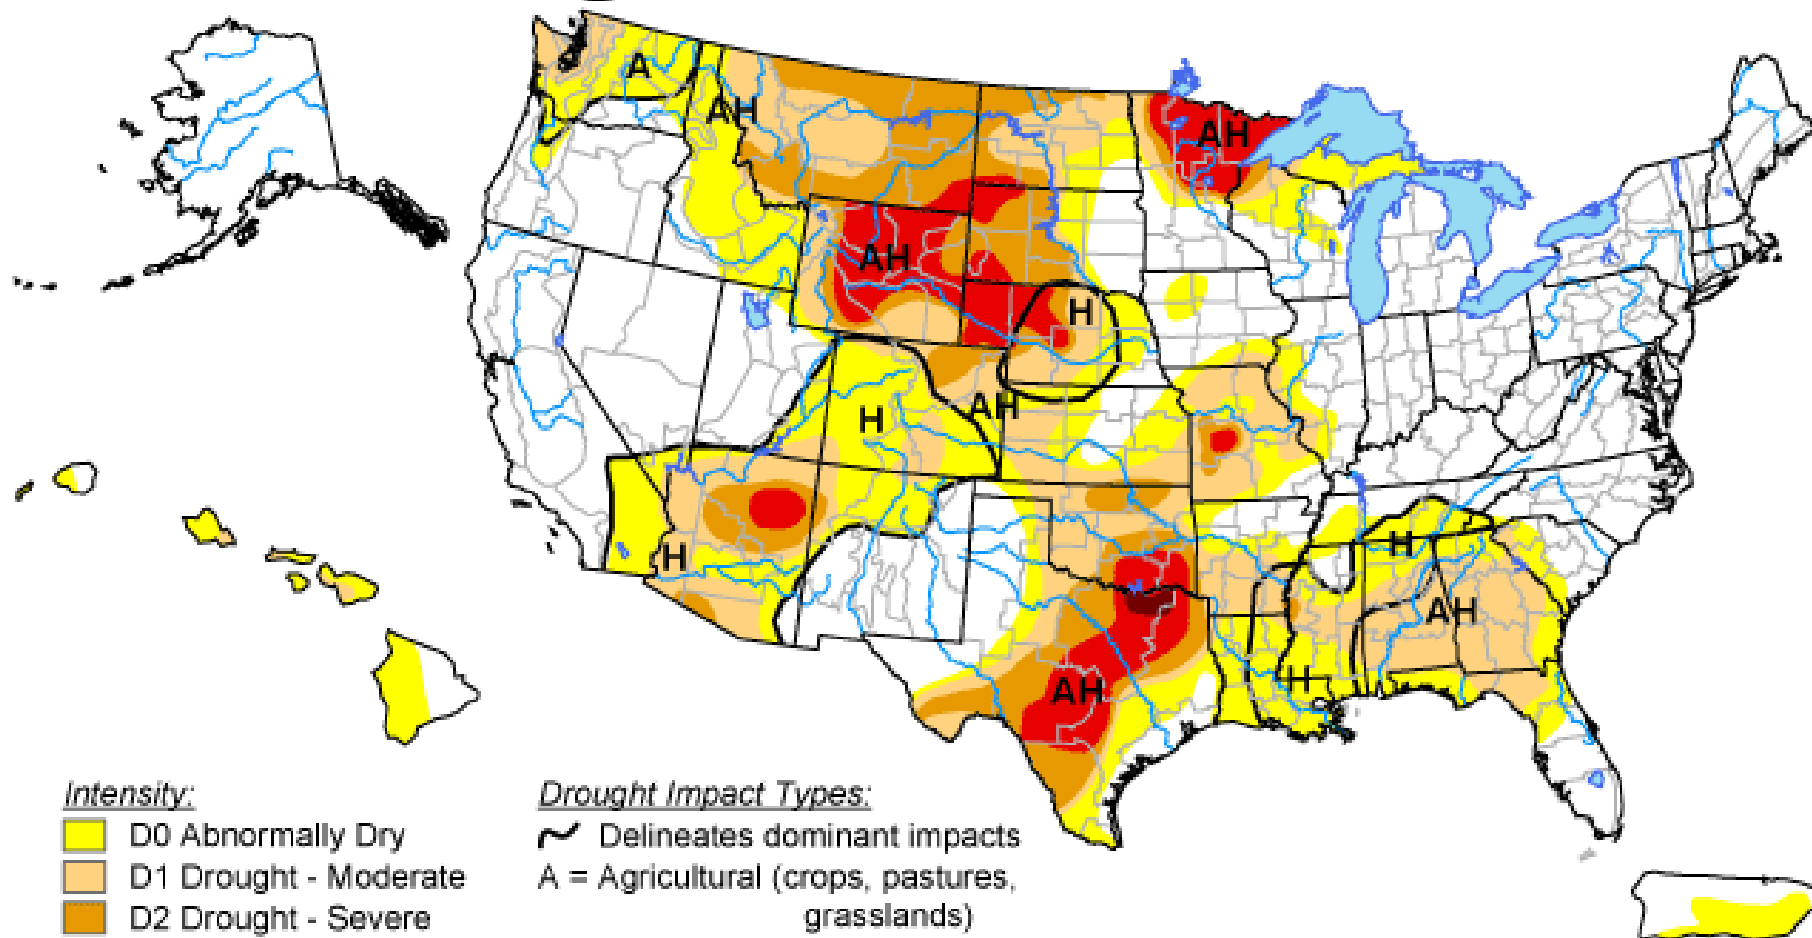 A
AH
AH
AH
H
H
AH
H
H
AH
AH
H
Intensity:
D0 Abnormally Dry
D1 Drought - Moderate
D2 Drought - Severe
Drought Impact Types:
Delineates dominant impacts
A = Agricultural (crops, pastures,
grasslands)